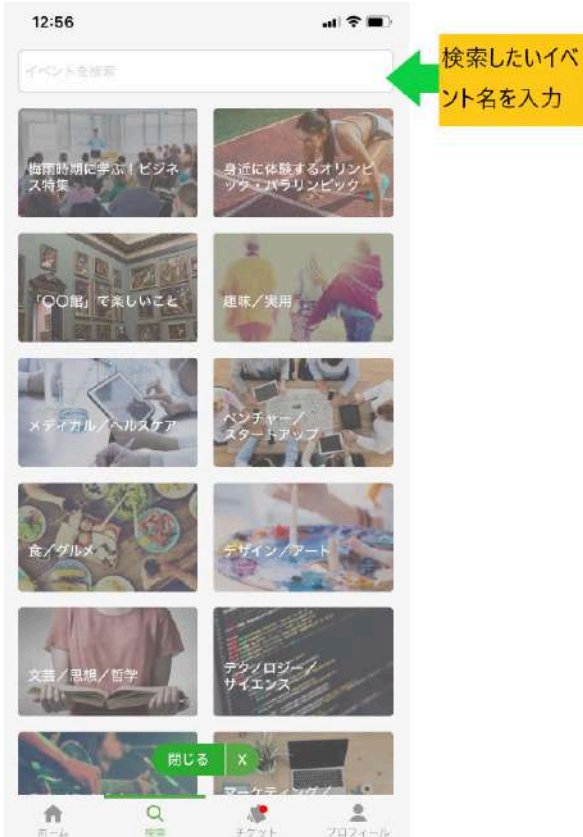 12:56
イベントを検索
検索したいイベ
ント名を入力
梅雨時期に学ぶ！ビジネ
ス特集
身近に体験するオリンピ
ック・パラリンピック
「〇〇館」で楽しいこと
趣味／実用
メディカル／ヘルスケア
ベンチャー／
スタートアップ
食／グルメ
デザイン／アート
文芸／思想／哲学
テクノロジー／
サイエンス
マーケティング／
閉じる X
ホーム
検索
チケット
プロフィール